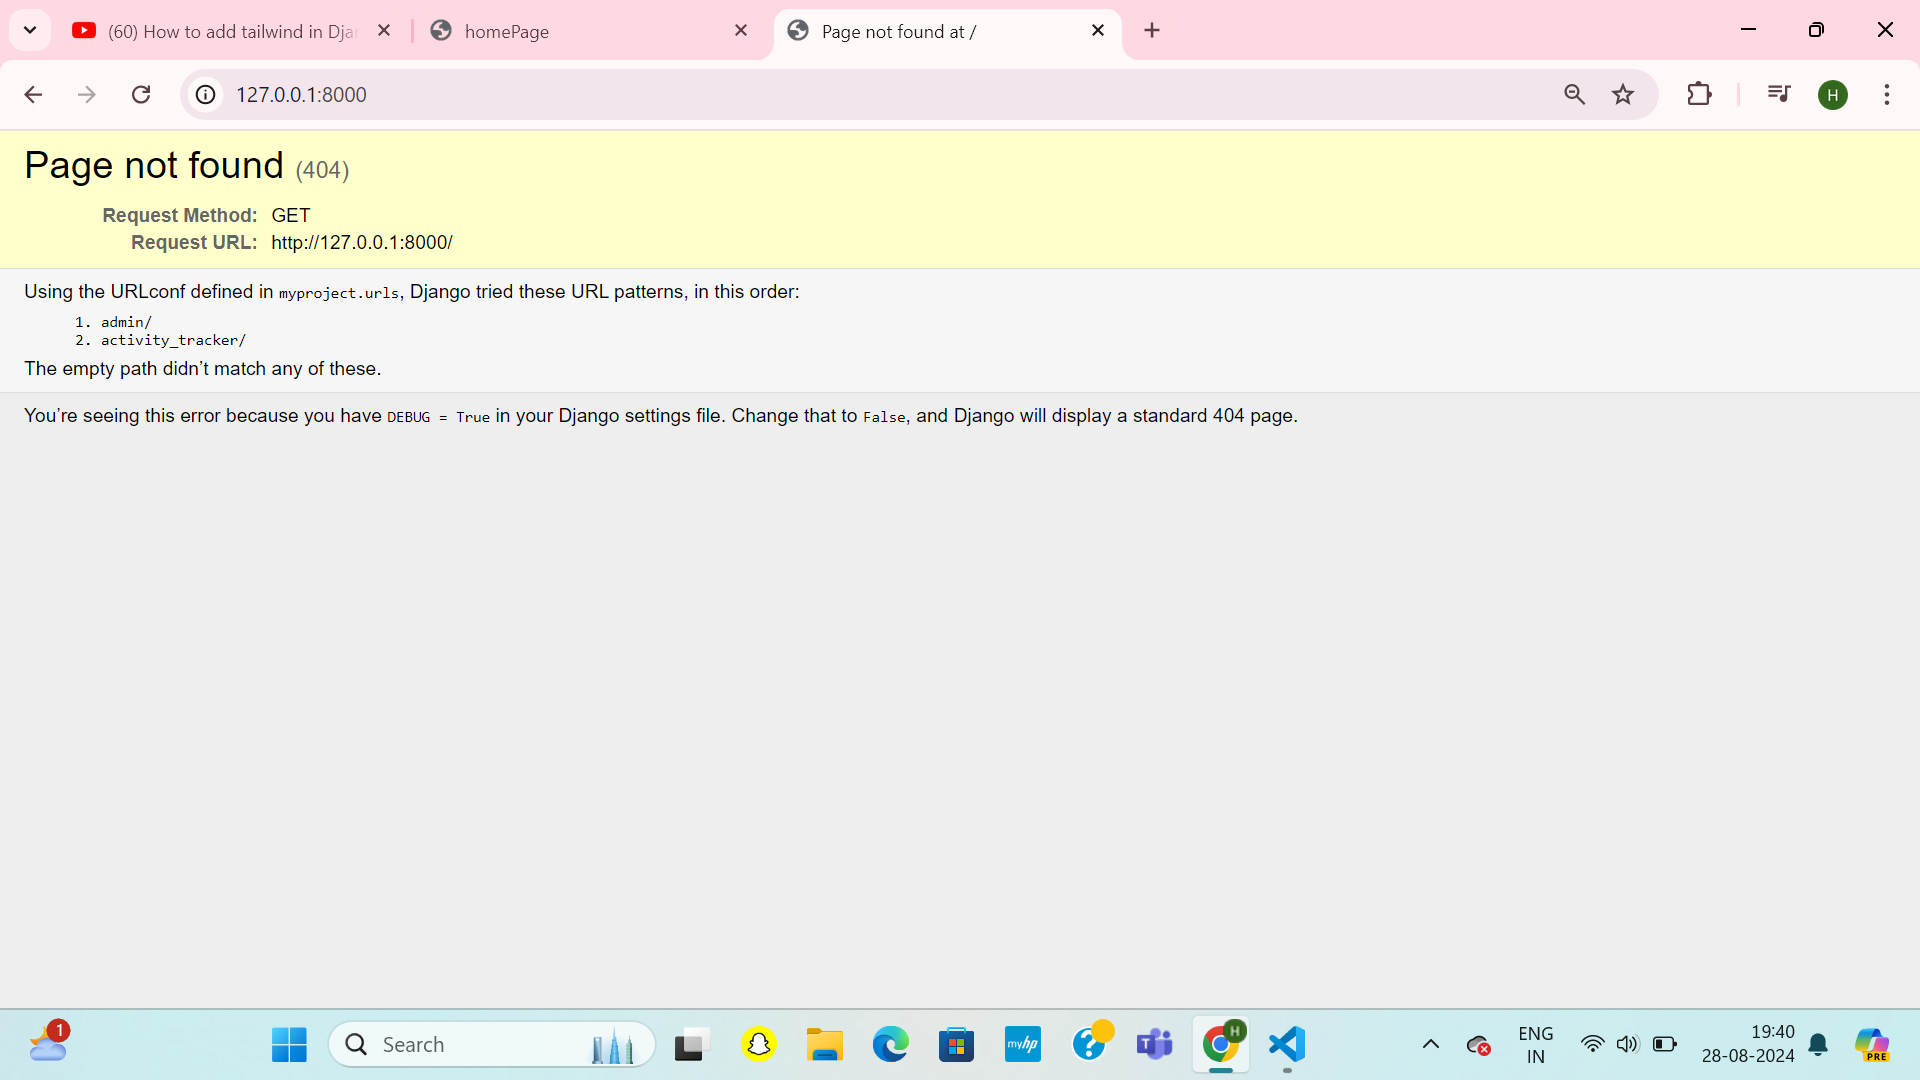 (60) How to add tailwind in Djan
homePage
Page not found at /
127.0.0.1:8000
H
Page not found (404)
Request Method: GET
Request URL: http://127.0.0.1:8000/
Using the URLconf defined in myproject.urls, Django tried these URL patterns, in this order:
1. admin/
2. activity_tracker/
The empty path didn’t match any of these.
You’re seeing this error because you have DEBUG = True in your Django settings file. Change that to False, and Django will display a standard 404 page.
1
Search
myhp
H
ENG
IN
19:40
28-08-2024
PRE